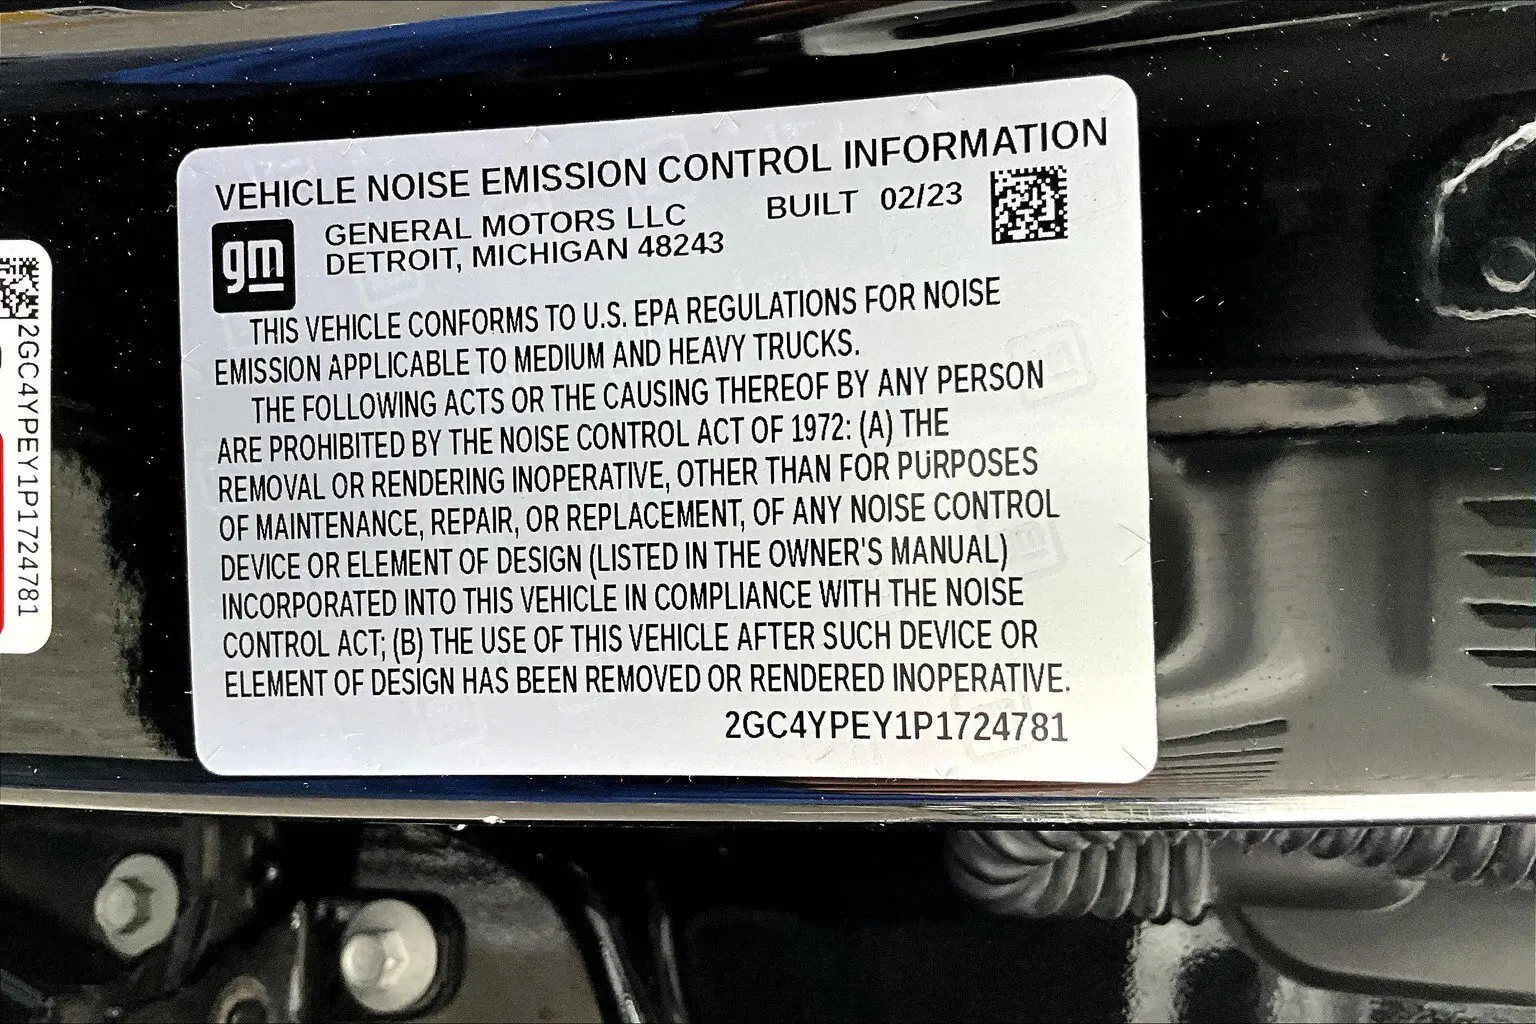 VEHICLE NOISE EMISSION CONTROL INFORMATION
gm
GENERAL MOTORS LLC
DETROIT, MICHIGAN 48243
BUILT 02/23
THIS VEHICLE CONFORMS TO U.S. EPA REGULATIONS FOR NOISE
EMISSION APPLICABLE TO MEDIUM AND HEAVY TRUCKS.
THE FOLLOWING ACTS OR THE CAUSING THEREOF BY ANY PERSON
ARE PROHIBITED BY THE NOISE CONTROL ACT OF 1972: (A) THE
REMOVAL OR RENDERING INOPERATIVE, OTHER THAN FOR PURPOSES
OF MAINTENANCE, REPAIR, OR REPLACEMENT, OF ANY NOISE CONTROL
DEVICE OR ELEMENT OF DESIGN (LISTED IN THE OWNER'S MANUAL)
INCORPORATED INTO THIS VEHICLE IN COMPLIANCE WITH THE NOISE
CONTROL ACT; (B) THE USE OF THIS VEHICLE AFTER SUCH DEVICE OR
ELEMENT OF DESIGN HAS BEEN REMOVED OR RENDERED INOPERATIVE.
2GC4YPEY1P1724781
2GC4YPEY1P1724781